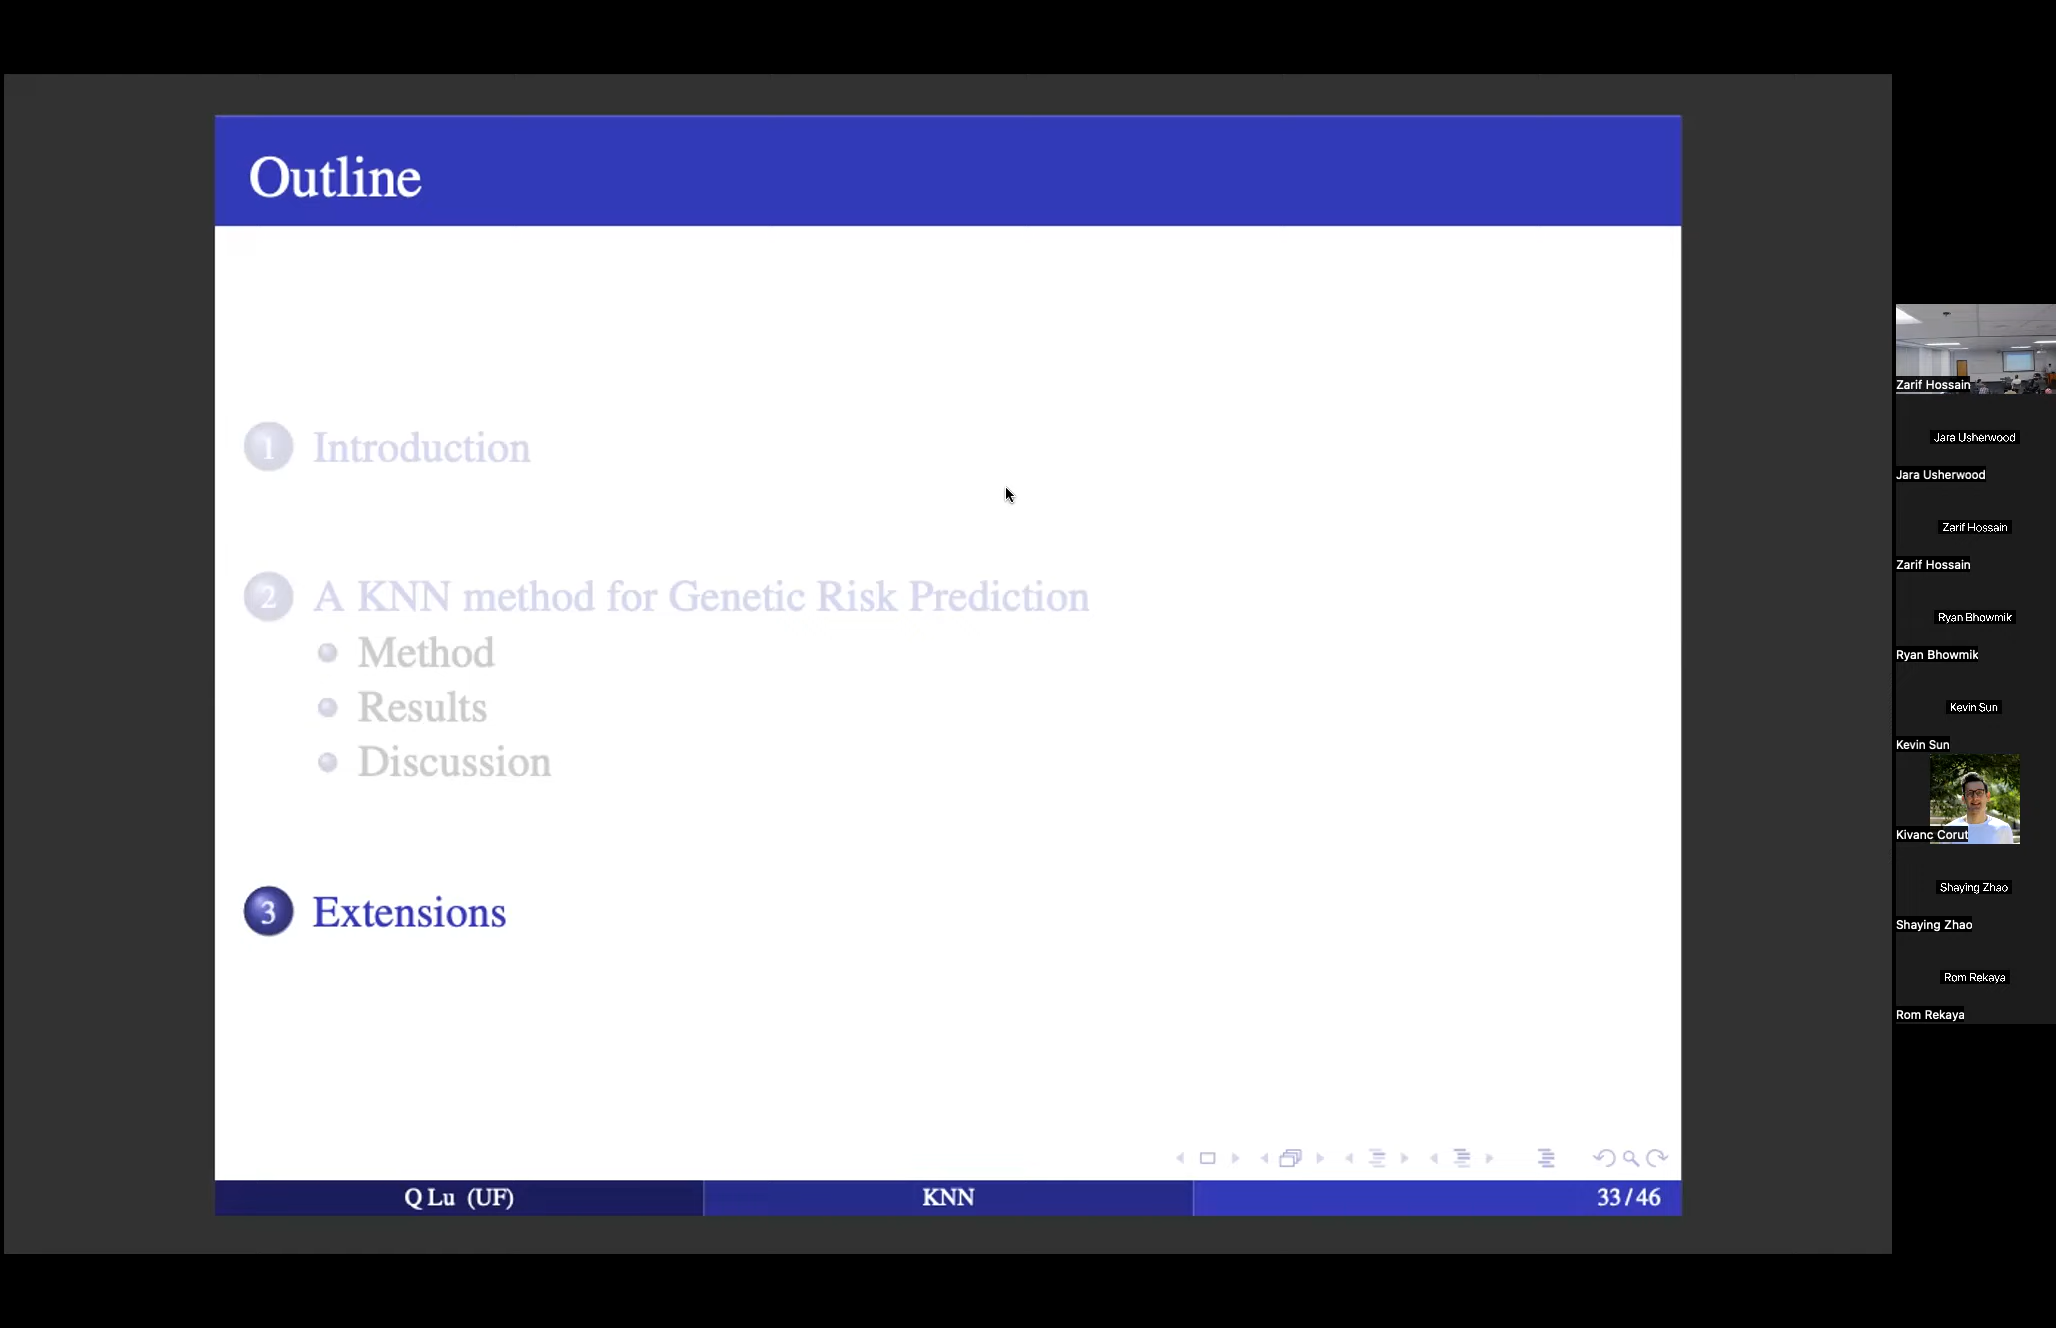 Outline
1 Introduction
2 A KNN method for Genetic Risk Prediction
Method
Results
Discussion
3 Extensions
Q Lu (UF) KNN 33/46
Zarif Hossain
Jara Usherwood
Jara Usherwood
Zarif Hossain
Zarif Hossain
Ryan Bhowmik
Ryan Bhowmik
Kevin Sun
Kevin Sun
Kivanc Corut
Shaying Zhao
Shaying Zhao
Rom Rekaya
Rom Rekaya